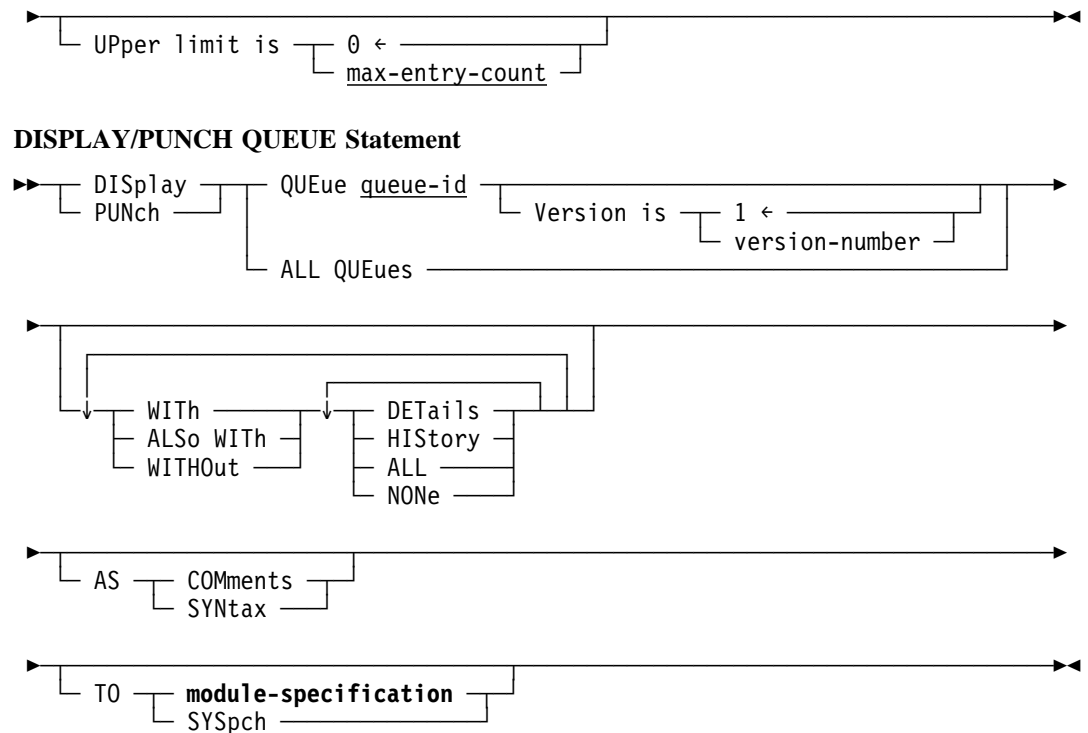 UPper limit is 0 ←
max-entry-count
DISPLAY/PUNCH QUEUE Statement
DISplay QUEue queue-id
PUNch Version is 1 ←
version-number
ALL QUEues
WITh DETails
ALSo WITh HIStory
WITHOut ALL
NONe
AS COMments
SYNtax
TO module-specification
SYSpch